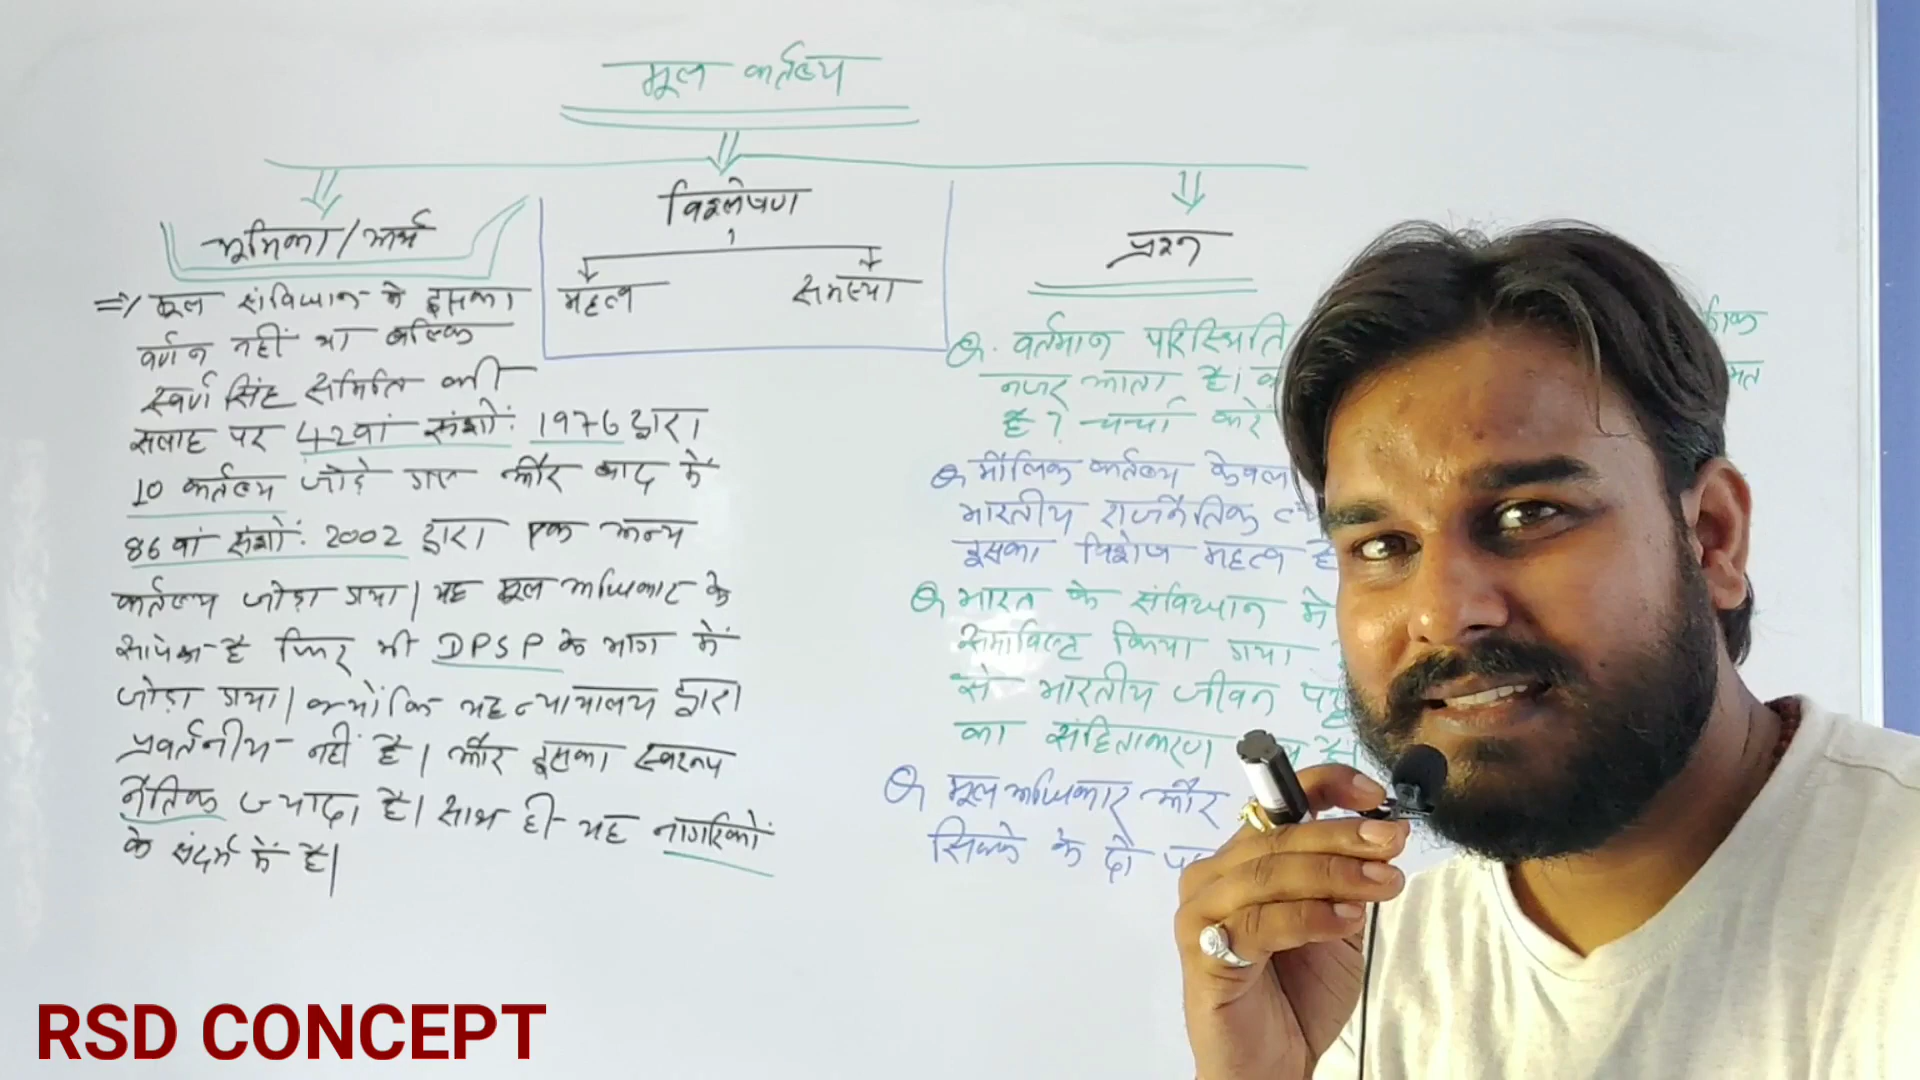 मूल कर्तव्य
भूमिका/अर्थ
विश्लेषण
महत्व
समस्या
प्रश्न
=> मूल संविधान मे इसका
वर्णन नहीं था बल्कि
स्वर्ण सिंह समिति की
सलाह पर 42वां संशो: 1976 द्वारा
10 कर्तव्य जोड़े गए और बाद में
86 वां संशो: 2002 द्वारा एक अन्य
कर्तव्य जोड़ा गया। यह मूल अधिकार के
सापेक्ष है फिर भी DPSP के भाग में
जोड़ा गया। क्योंकि यह न्यायालय द्वारा
प्रवर्तनीय नहीं है। और इसका स्वरूप
नैतिक ज्यादा है। साथ ही यह नागरिकों
के संदर्भ में है।
Q. वर्तमान परिस्थिति
नजर आता है।
है? चर्चा करें
Q मौलिक कर्तव्य केवल
भारतीय राजनैतिक
इसका विशेष महत्व है
Q भारत के संविधान मे
समाविष्ट किया गया
से भारतीय जीवन
का संहिताकरण
Q मूल अधिकार और
सिक्के के दो
RSD CONCEPT